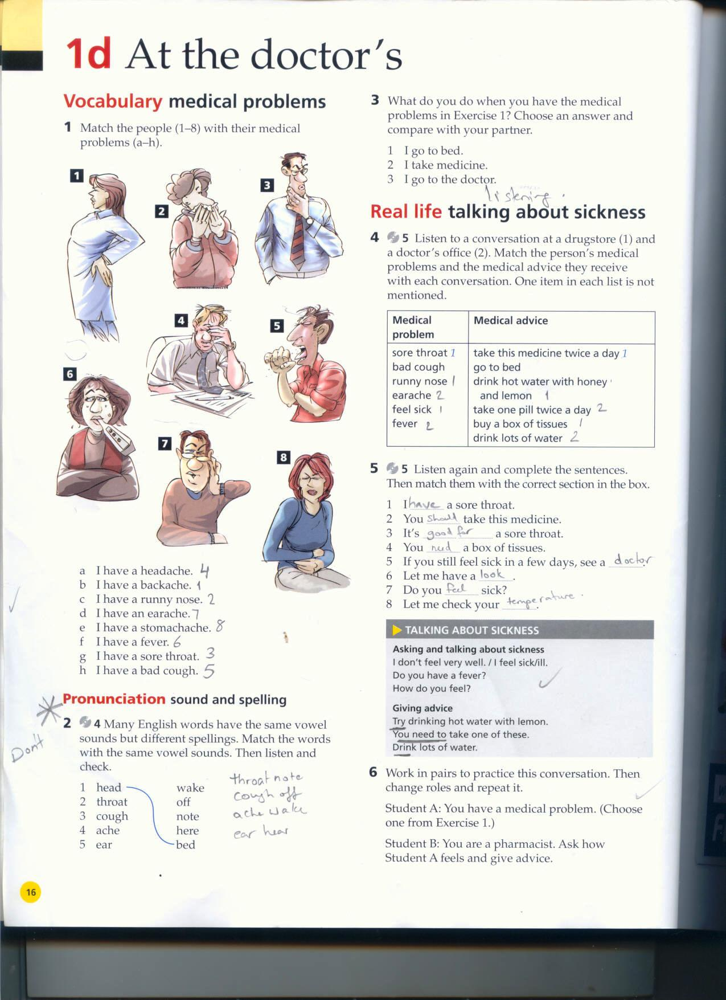 1d At the doctor's
Vocabulary medical problems
1 Match the people (1–8) with their medical
problems (a–h).
1
2
3
4
5
6
38.5
7
8
a I have a headache. 4
b I have a backache. 1
c I have a runny nose. 2
d I have an earache. 7
e I have a stomachache. 8
f I have a fever. 6
g I have a sore throat. 3
h I have a bad cough. 5
Pronunciation sound and spelling
Don't
2 4 Many English words have the same vowel
sounds but different spellings. Match the words
with the same vowel sounds. Then listen and
check.
1 head wake
2 throat off
3 cough note
4 ache here
5 ear bed
throat note
cough off
ache wake
ear hear
16
3 What do you do when you have the medical
problems in Exercise 1? Choose an answer and
compare with your partner.
1 I go to bed.
2 I take medicine.
3 I go to the doctor.
listening
Real life talking about sickness
4 5 Listen to a conversation at a drugstore (1) and
a doctor's office (2). Match the person's medical
problems and the medical advice they receive
with each conversation. One item in each list is not
mentioned.
Medical
problem
Medical advice
sore throat 1
bad cough
runny nose 1
earache 2
feel sick 1
fever 2
take this medicine twice a day 1
go to bed
drink hot water with honey
and lemon 1
take one pill twice a day 2
buy a box of tissues 1
drink lots of water 2
5 5 Listen again and complete the sentences.
Then match them with the correct section in the box.
1 I have a sore throat.
2 You should take this medicine.
3 It's good for a sore throat.
4 You need a box of tissues.
5 If you still feel sick in a few days, see a doctor.
6 Let me have a look.
7 Do you feel sick?
8 Let me check your temperature.
TALKING ABOUT SICKNESS
Asking and talking about sickness
I don't feel very well. / I feel sick/ill.
Do you have a fever?
How do you feel?
Giving advice
Try drinking hot water with lemon.
You need to take one of these.
Drink lots of water.
6 Work in pairs to practice this conversation. Then
change roles and repeat it.
Student A: You have a medical problem. (Choose
one from Exercise 1.)
Student B: You are a pharmacist. Ask how
Student A feels and give advice.